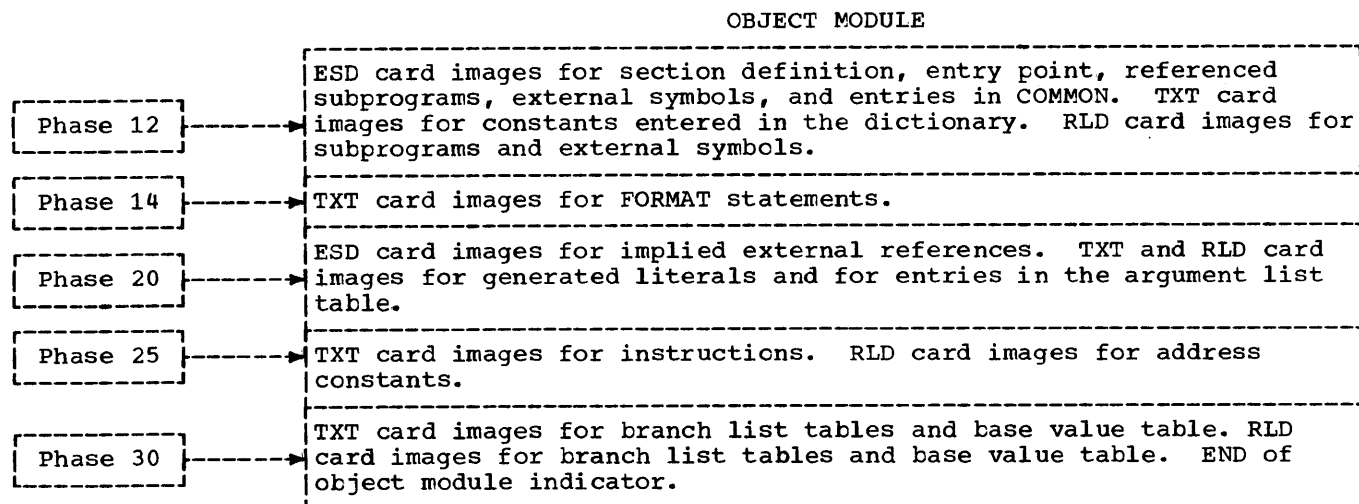 OBJECT MODULE
ESD card images for section definition, entry point, referenced
subprograms, external symbols, and entries in COMMON. TXT card
Phase 12
images for constants entered in the dictionary. RLD card images for
subprograms and external symbols.
Phase 14
TXT card images for FORMAT statements.
ESD card images for implied external references. TXT and RLD card
Phase 20
images for generated literals and for entries in the argument list
table.
Phase 25
TXT card images for instructions. RLD card images for address
constants.
TXT card images for branch list tables and base value table. RLD
Phase 30
card images for branch list tables and base value table. END of
object module indicator.